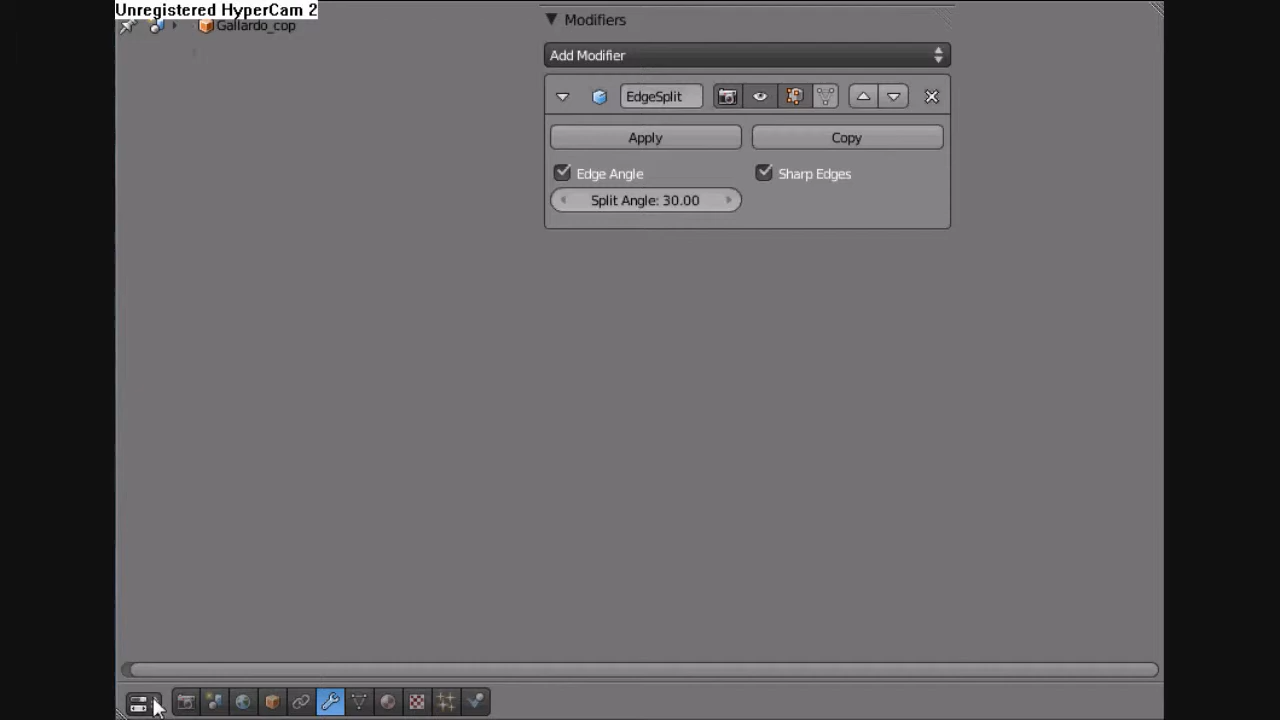 Unregistered HyperCam 2
Gallardo_cop
Modifiers
Add Modifier
EdgeSplit
Apply
Copy
Edge Angle
Sharp Edges
Split Angle: 30.00